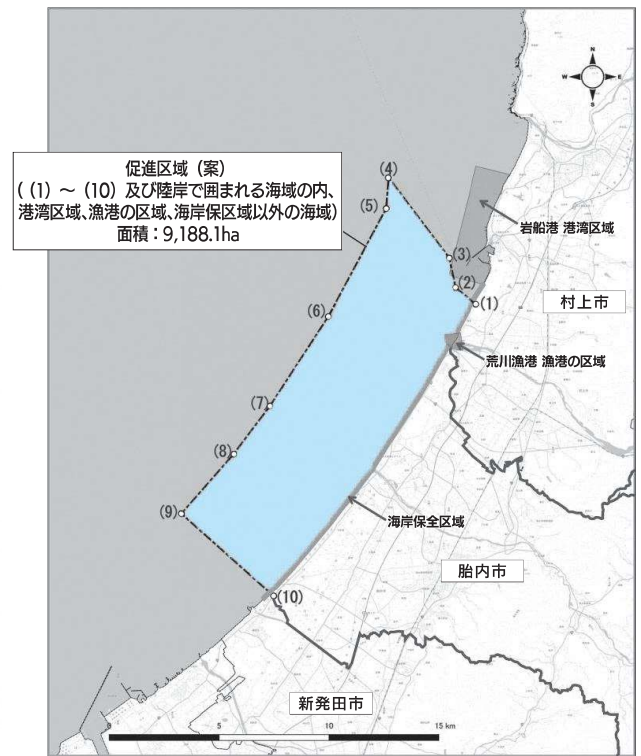 N
W
E
S
促進区域（案）
（（1）～（10）及び陸岸で囲まれる海域の内、
港湾区域、漁港の区域、海岸保区域以外の海域）
面積：9,188.1ha
(4)
(5)
岩船港 港湾区域
(3)
(2)
(1)
村上市
(6)
荒川漁港 漁港の区域
(7)
(8)
(9)
海岸保全区域
胎内市
(10)
新発田市
0
5
10
15 km